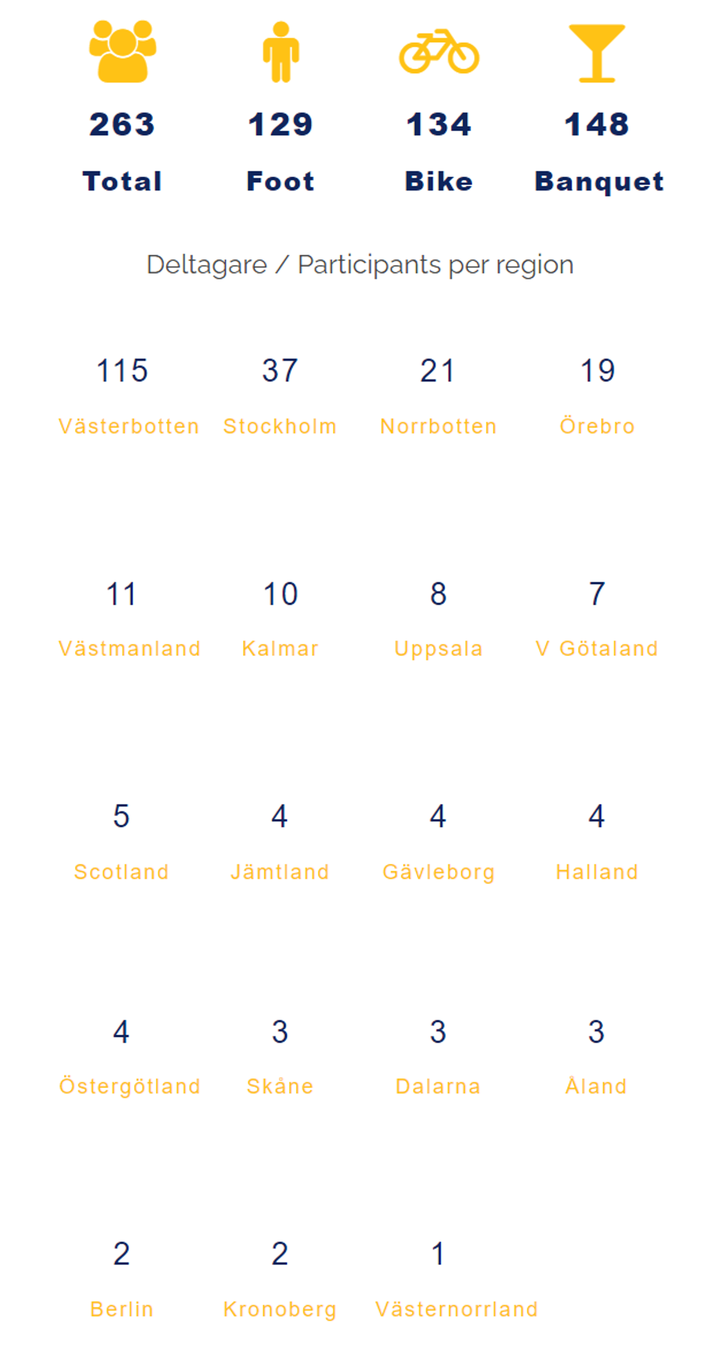 263 129 134 148
Total Foot Bike Banquet
Deltagare / Participants per region
115 37 21 19
Västerbotten Stockholm Norrbotten Örebro
11 10 8 7
Västmanland Kalmar Uppsala V Götaland
5 4 4 4
Scotland Jämtland Gävleborg Halland
4 3 3 3
Östergötland Skåne Dalarna Åland
2 2 1
Berlin Kronoberg Västernorrland